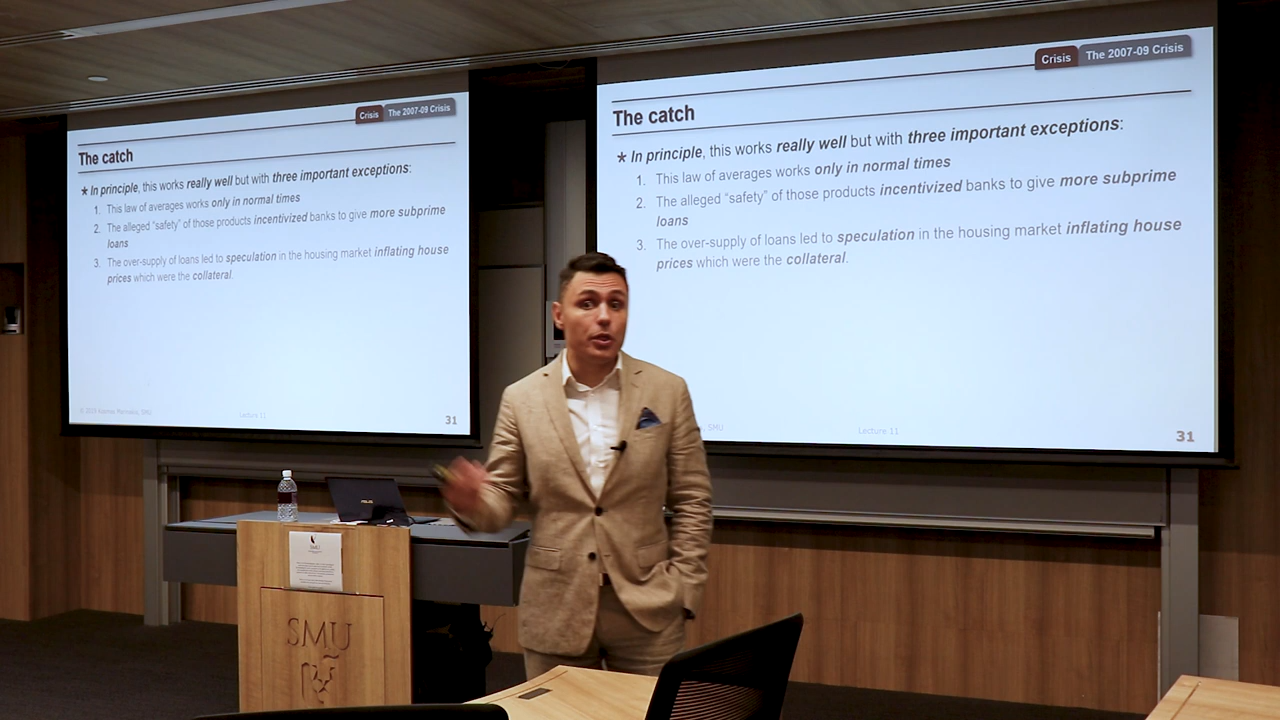 Crisis The 2007-09 Crisis
The catch
★ In principle, this works really well but with three important exceptions:
1. This law of averages works only in normal times
2. The alleged “safety” of those products incentivized banks to give more subprime
loans
3. The over-supply of loans led to speculation in the housing market inflating house
prices which were the collateral.
Lecture 11
31
Crisis The 2007-09 Crisis
The catch
★ In principle, this works really well but with three important exceptions:
1. This law of averages works only in normal times
2. The alleged “safety” of those products incentivized banks to give more subprime
loans
3. The over-supply of loans led to speculation in the housing market inflating house
prices which were the collateral.
SMU
Lecture 11
31
SMU
SMU